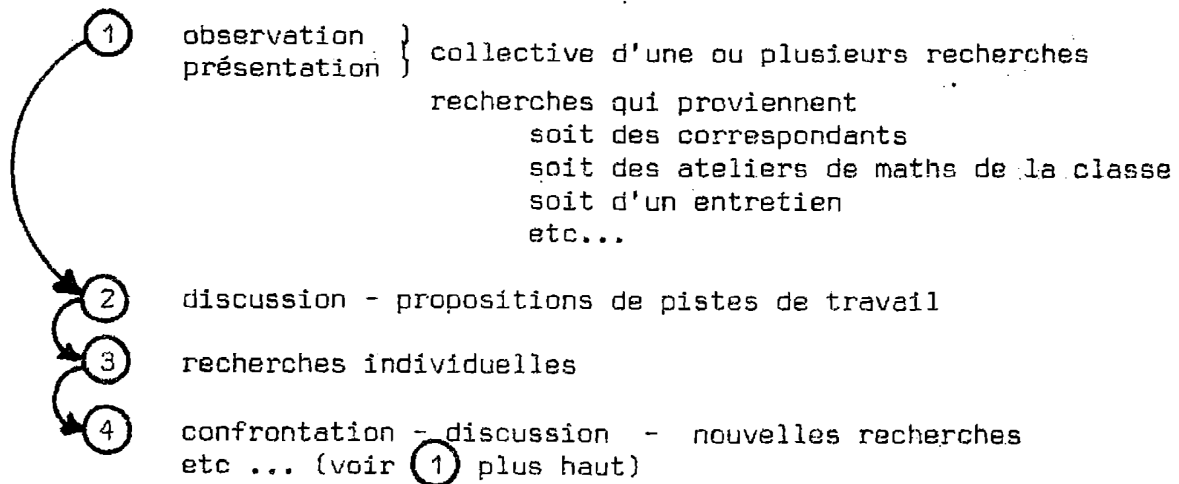 1 observation } collective d'une ou plusieurs recherches
présentation
recherches qui proviennent
soit des correspondants
soit des ateliers de maths de la classe
soit d'un entretien
etc...
2 discussion - propositions de pistes de travail
3 recherches individuelles
4 confrontation - discussion - nouvelles recherches
etc ... (voir 1 plus haut)